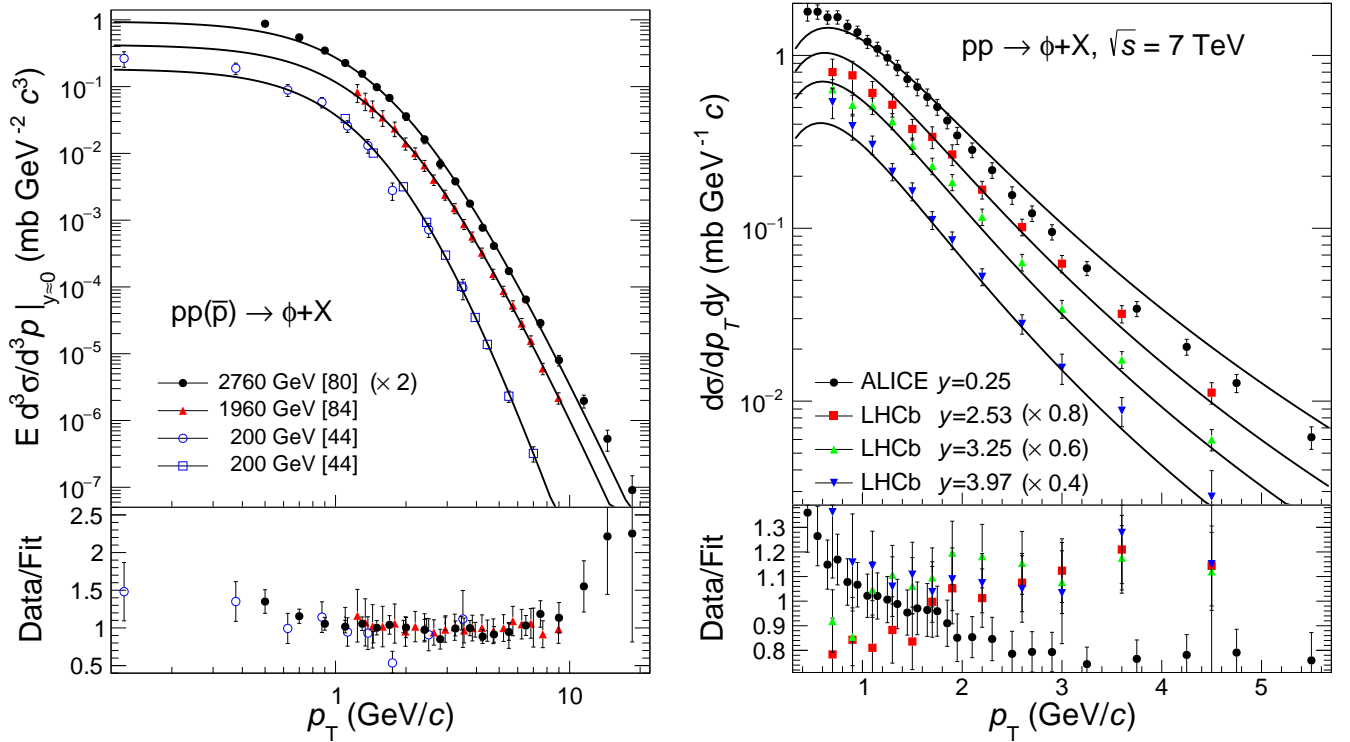 E d³σ/d³p |y≈0 (mb GeV⁻² c³)
1
10⁻¹
10⁻²
10⁻³
10⁻⁴
10⁻⁵
10⁻⁶
10⁻⁷
pp(p̅) → ϕ+X
2760 GeV [80] (× 2)
1960 GeV [84]
200 GeV [44]
200 GeV [44]
Data/Fit
2.5
2
1.5
1
0.5
1
10
p_T (GeV/c)
dσ/dp_T dy (mb GeV⁻¹ c)
pp → ϕ+X, √s = 7 TeV
1
10⁻¹
10⁻²
ALICE y=0.25
LHCb y=2.53 (× 0.8)
LHCb y=3.25 (× 0.6)
LHCb y=3.97 (× 0.4)
Data/Fit
1.3
1.2
1.1
1
0.9
0.8
1 2 3 4 5
p_T (GeV/c)